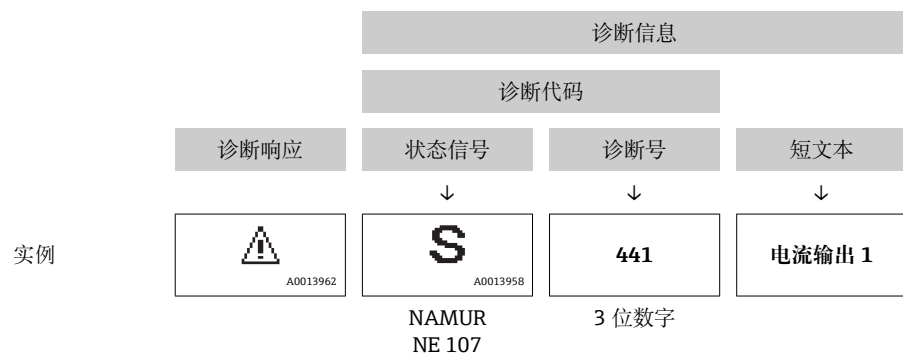 诊断信息
诊断代码
诊断响应 状态信号 诊断号 短文本
↓ ↓ ↓
实例 S 441 电流输出 1
A0013962 A0013958
NAMUR 3 位数字
NE 107